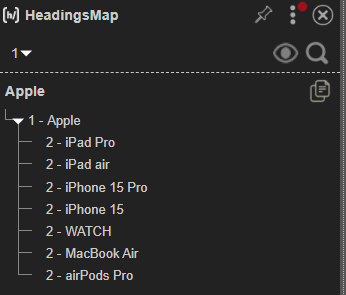 HeadingsMap
1
Apple
1 - Apple
2 - iPad Pro
2 - iPad air
2 - iPhone 15 Pro
2 - iPhone 15
2 - WATCH
2 - MacBook Air
2 - airPods Pro